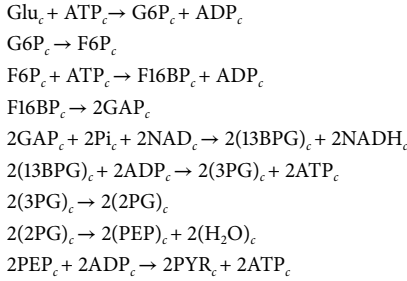 Glu_c + ATP_c → G6P_c + ADP_c
G6P_c → F6P_c
F6P_c + ATP_c → F16BP_c + ADP_c
F16BP_c → 2GAP_c
2GAP_c + 2Pi_c + 2NAD_c → 2(13BPG)_c + 2NADH_c
2(13BPG)_c + 2ADP_c → 2(3PG)_c + 2ATP_c
2(3PG)_c → 2(2PG)_c
2(2PG)_c → 2(PEP)_c + 2(H₂O)_c
2PEP_c + 2ADP_c → 2PYR_c + 2ATP_c